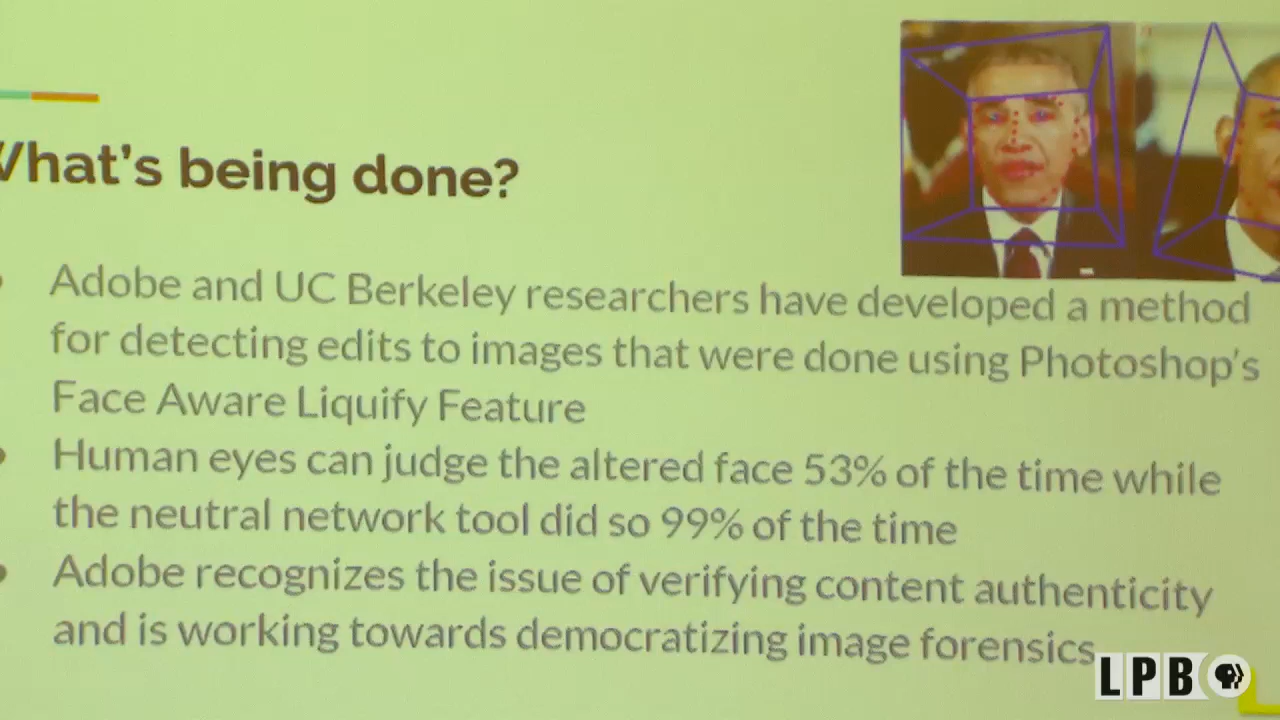 What's being done?
Adobe and UC Berkeley researchers have developed a method
for detecting edits to images that were done using Photoshop's
Face Aware Liquify Feature
Human eyes can judge the altered face 53% of the time while
the neutral network tool did so 99% of the time
Adobe recognizes the issue of verifying content authenticity
and is working towards democratizing image forensics
LPB